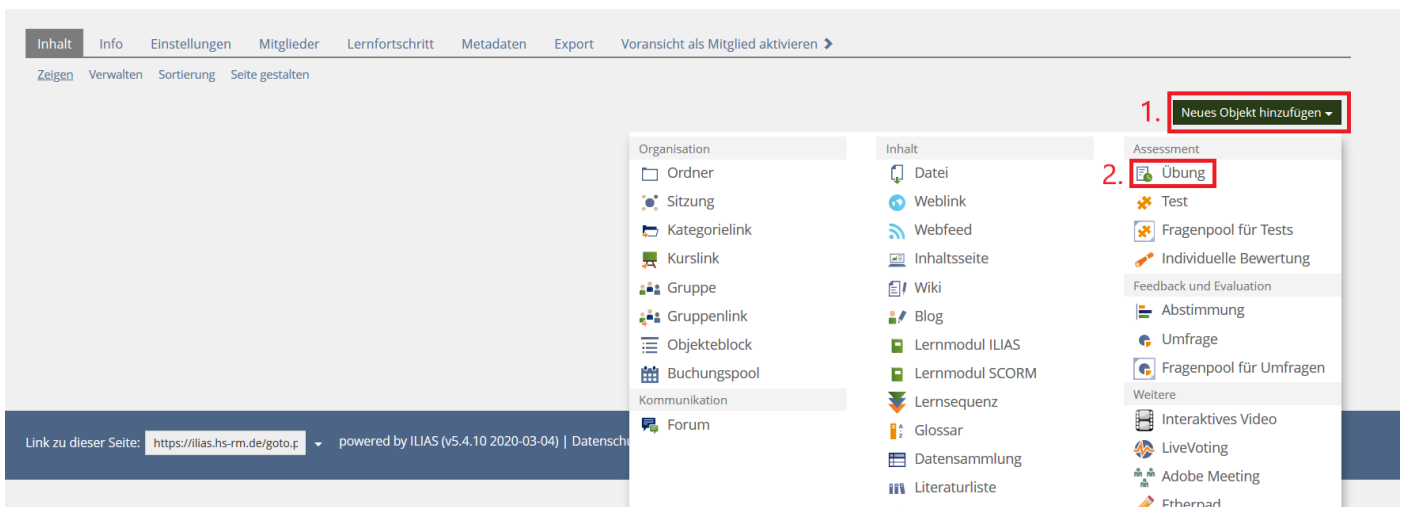 Inhalt Info Einstellungen Mitglieder Lernfortschritt Metadaten Export Voransicht als Mitglied aktivieren
Zeigen Verwalten Sortierung Seite gestalten
1. Neues Objekt hinzufügen
Organisation
Ordner
Sitzung
Kategorielink
Kurslink
Gruppe
Gruppenlink
Objekteblock
Buchungspool
Kommunikation
Forum
Inhalt
Datei
Weblink
Webfeed
Inhaltsseite
Wiki
Blog
Lernmodul ILIAS
Lernmodul SCORM
Lernsequenz
Glossar
Datensammlung
Literaturliste
Assessment
2. Übung
Test
Fragenpool für Tests
Individuelle Bewertung
Feedback und Evaluation
Abstimmung
Umfrage
Fragenpool für Umfragen
Weitere
Interaktives Video
LiveVoting
Adobe Meeting
Etherpad
Link zu dieser Seite: https://ilias.hs-rm.de/goto.p powered by ILIAS (v5.4.10 2020-03-04) | Datenschu